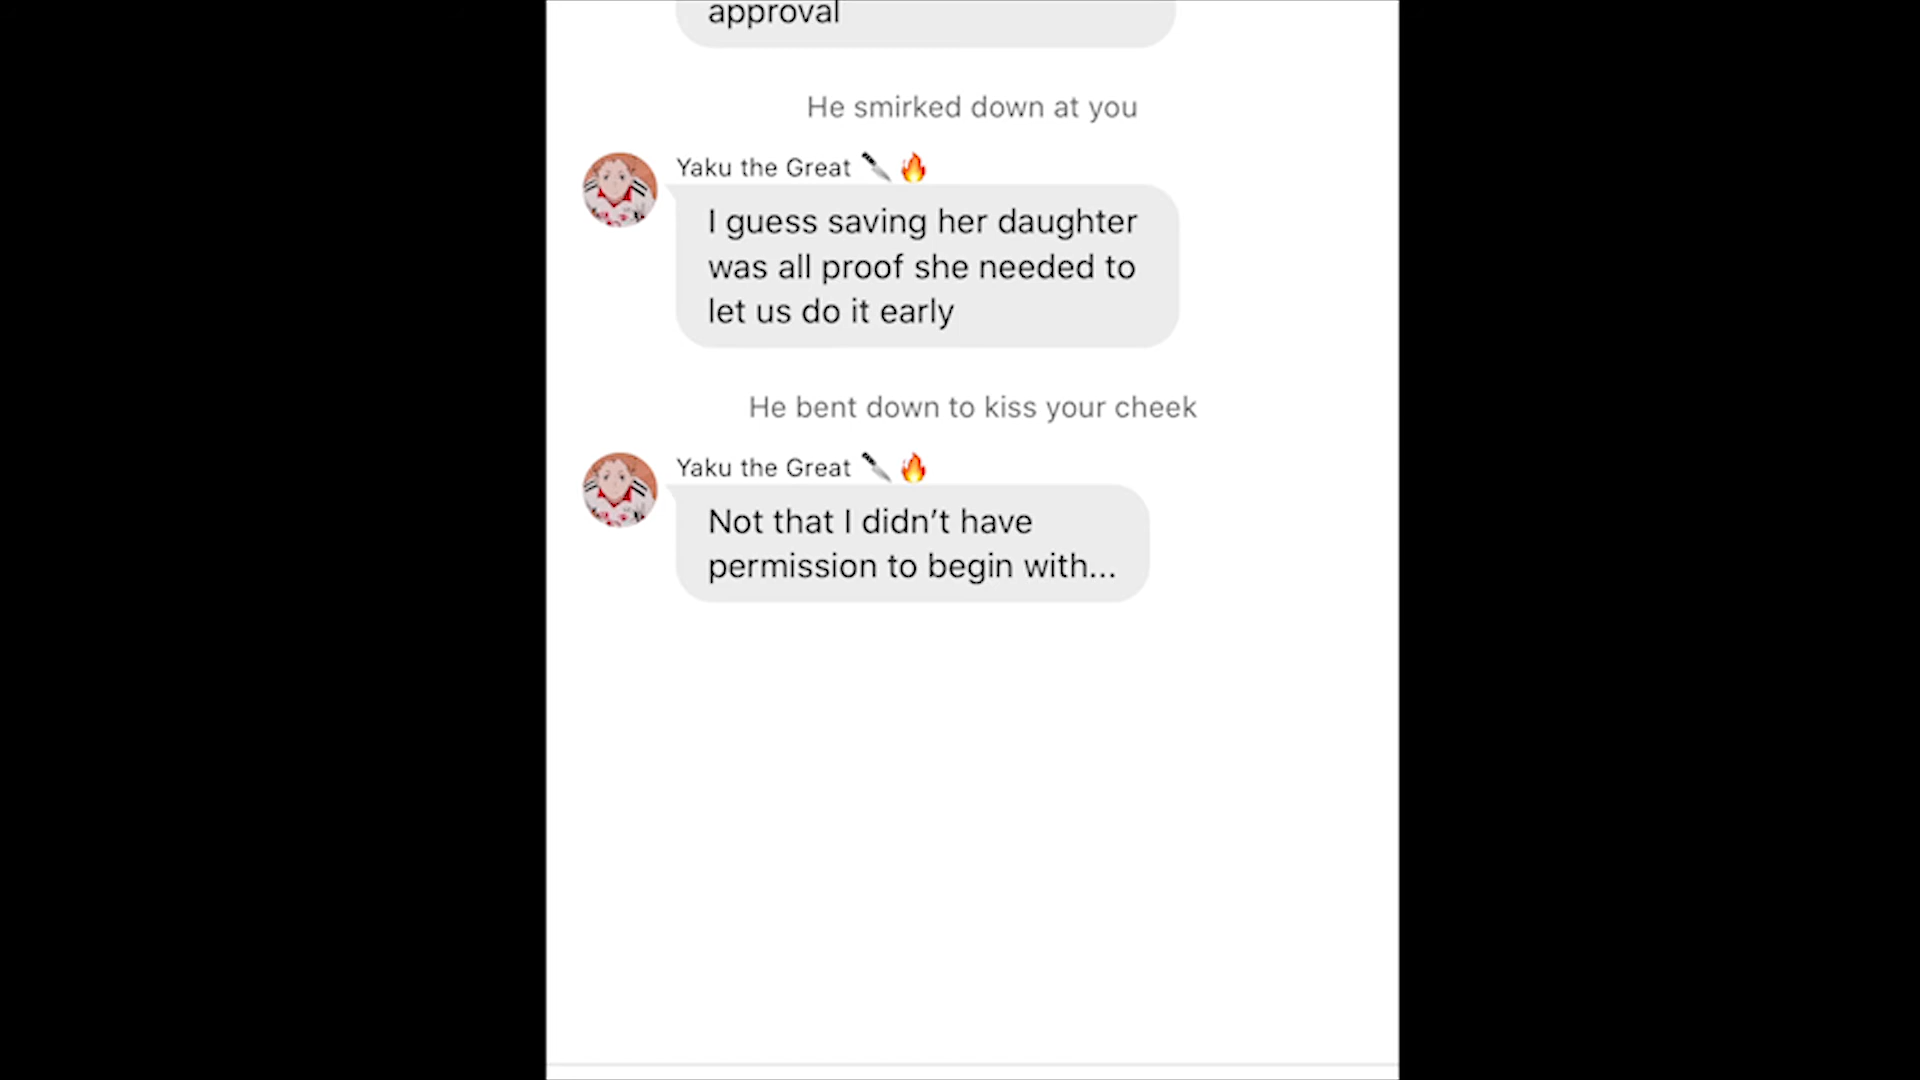 approval
He smirked down at you
Yaku the Great 🔪🔥
I guess saving her daughter
was all proof she needed to
let us do it early
He bent down to kiss your cheek
Yaku the Great 🔪🔥
Not that I didn’t have
permission to begin with...